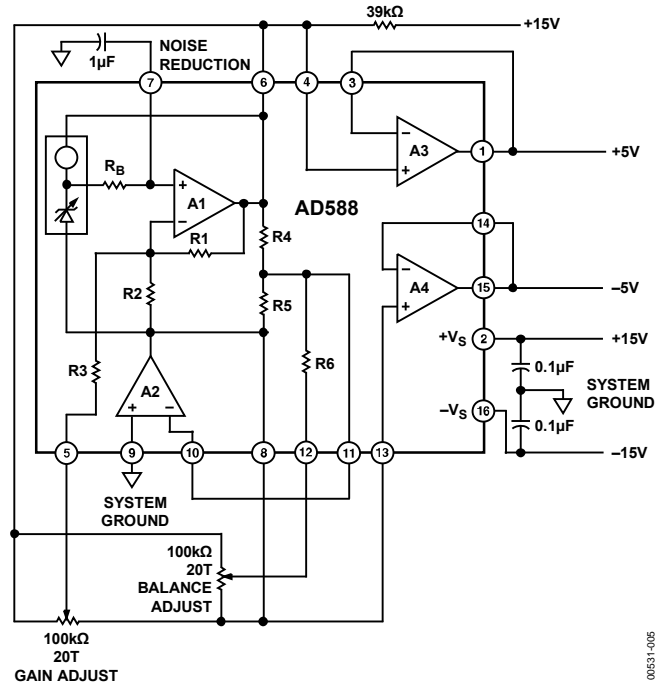 39kΩ
+15V
1µF
NOISE
REDUCTION
7
6
4
3
RB
A1
+
–
R1
R4
AD588
A3
–
+
1
+5V
R2
R5
R3
R6
A2
+
–
14
A4
–
+
15
–5V
+VS
2
+15V
0.1µF
SYSTEM
GROUND
0.1µF
–VS
16
–15V
5
9
10
8
12
11
13
SYSTEM
GROUND
100kΩ
20T
BALANCE
ADJUST
100kΩ
20T
GAIN ADJUST
00531-005